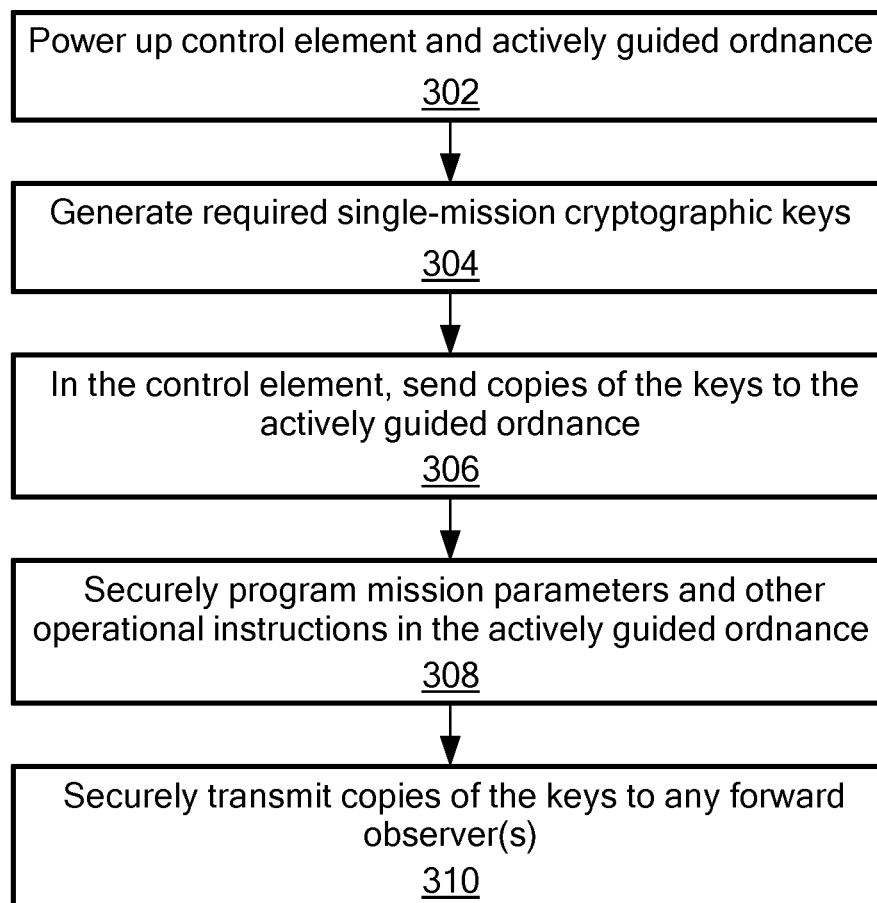 Power up control element and actively guided ordnance
302
Generate required single-mission cryptographic keys
304
In the control element, send copies of the keys to the
actively guided ordnance
306
Securely program mission parameters and other
operational instructions in the actively guided ordnance
308
Securely transmit copies of the keys to any forward
observer(s)
310